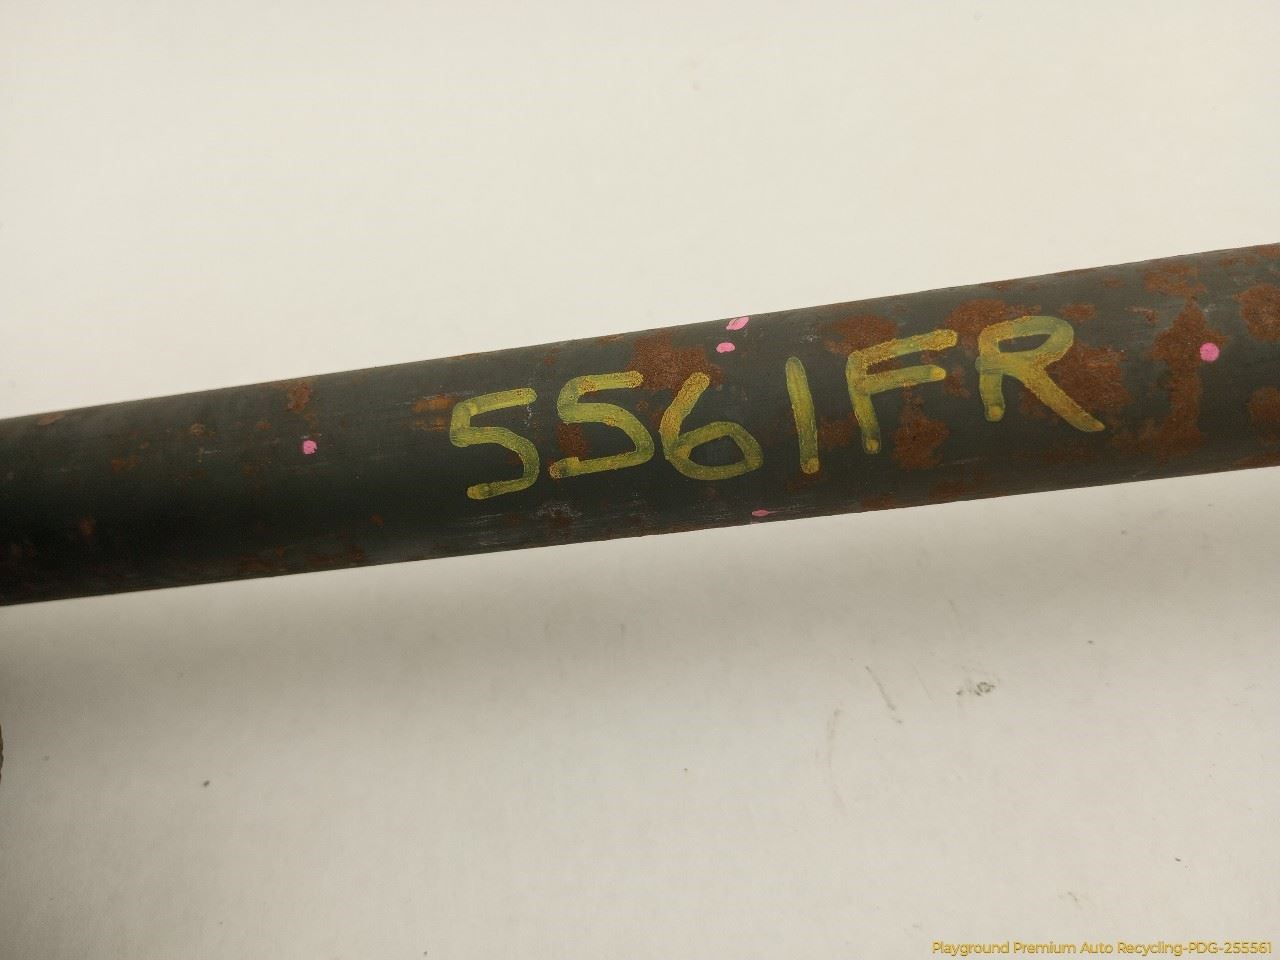 5561FR
Playground Premium Auto Recycling-PDG-255561